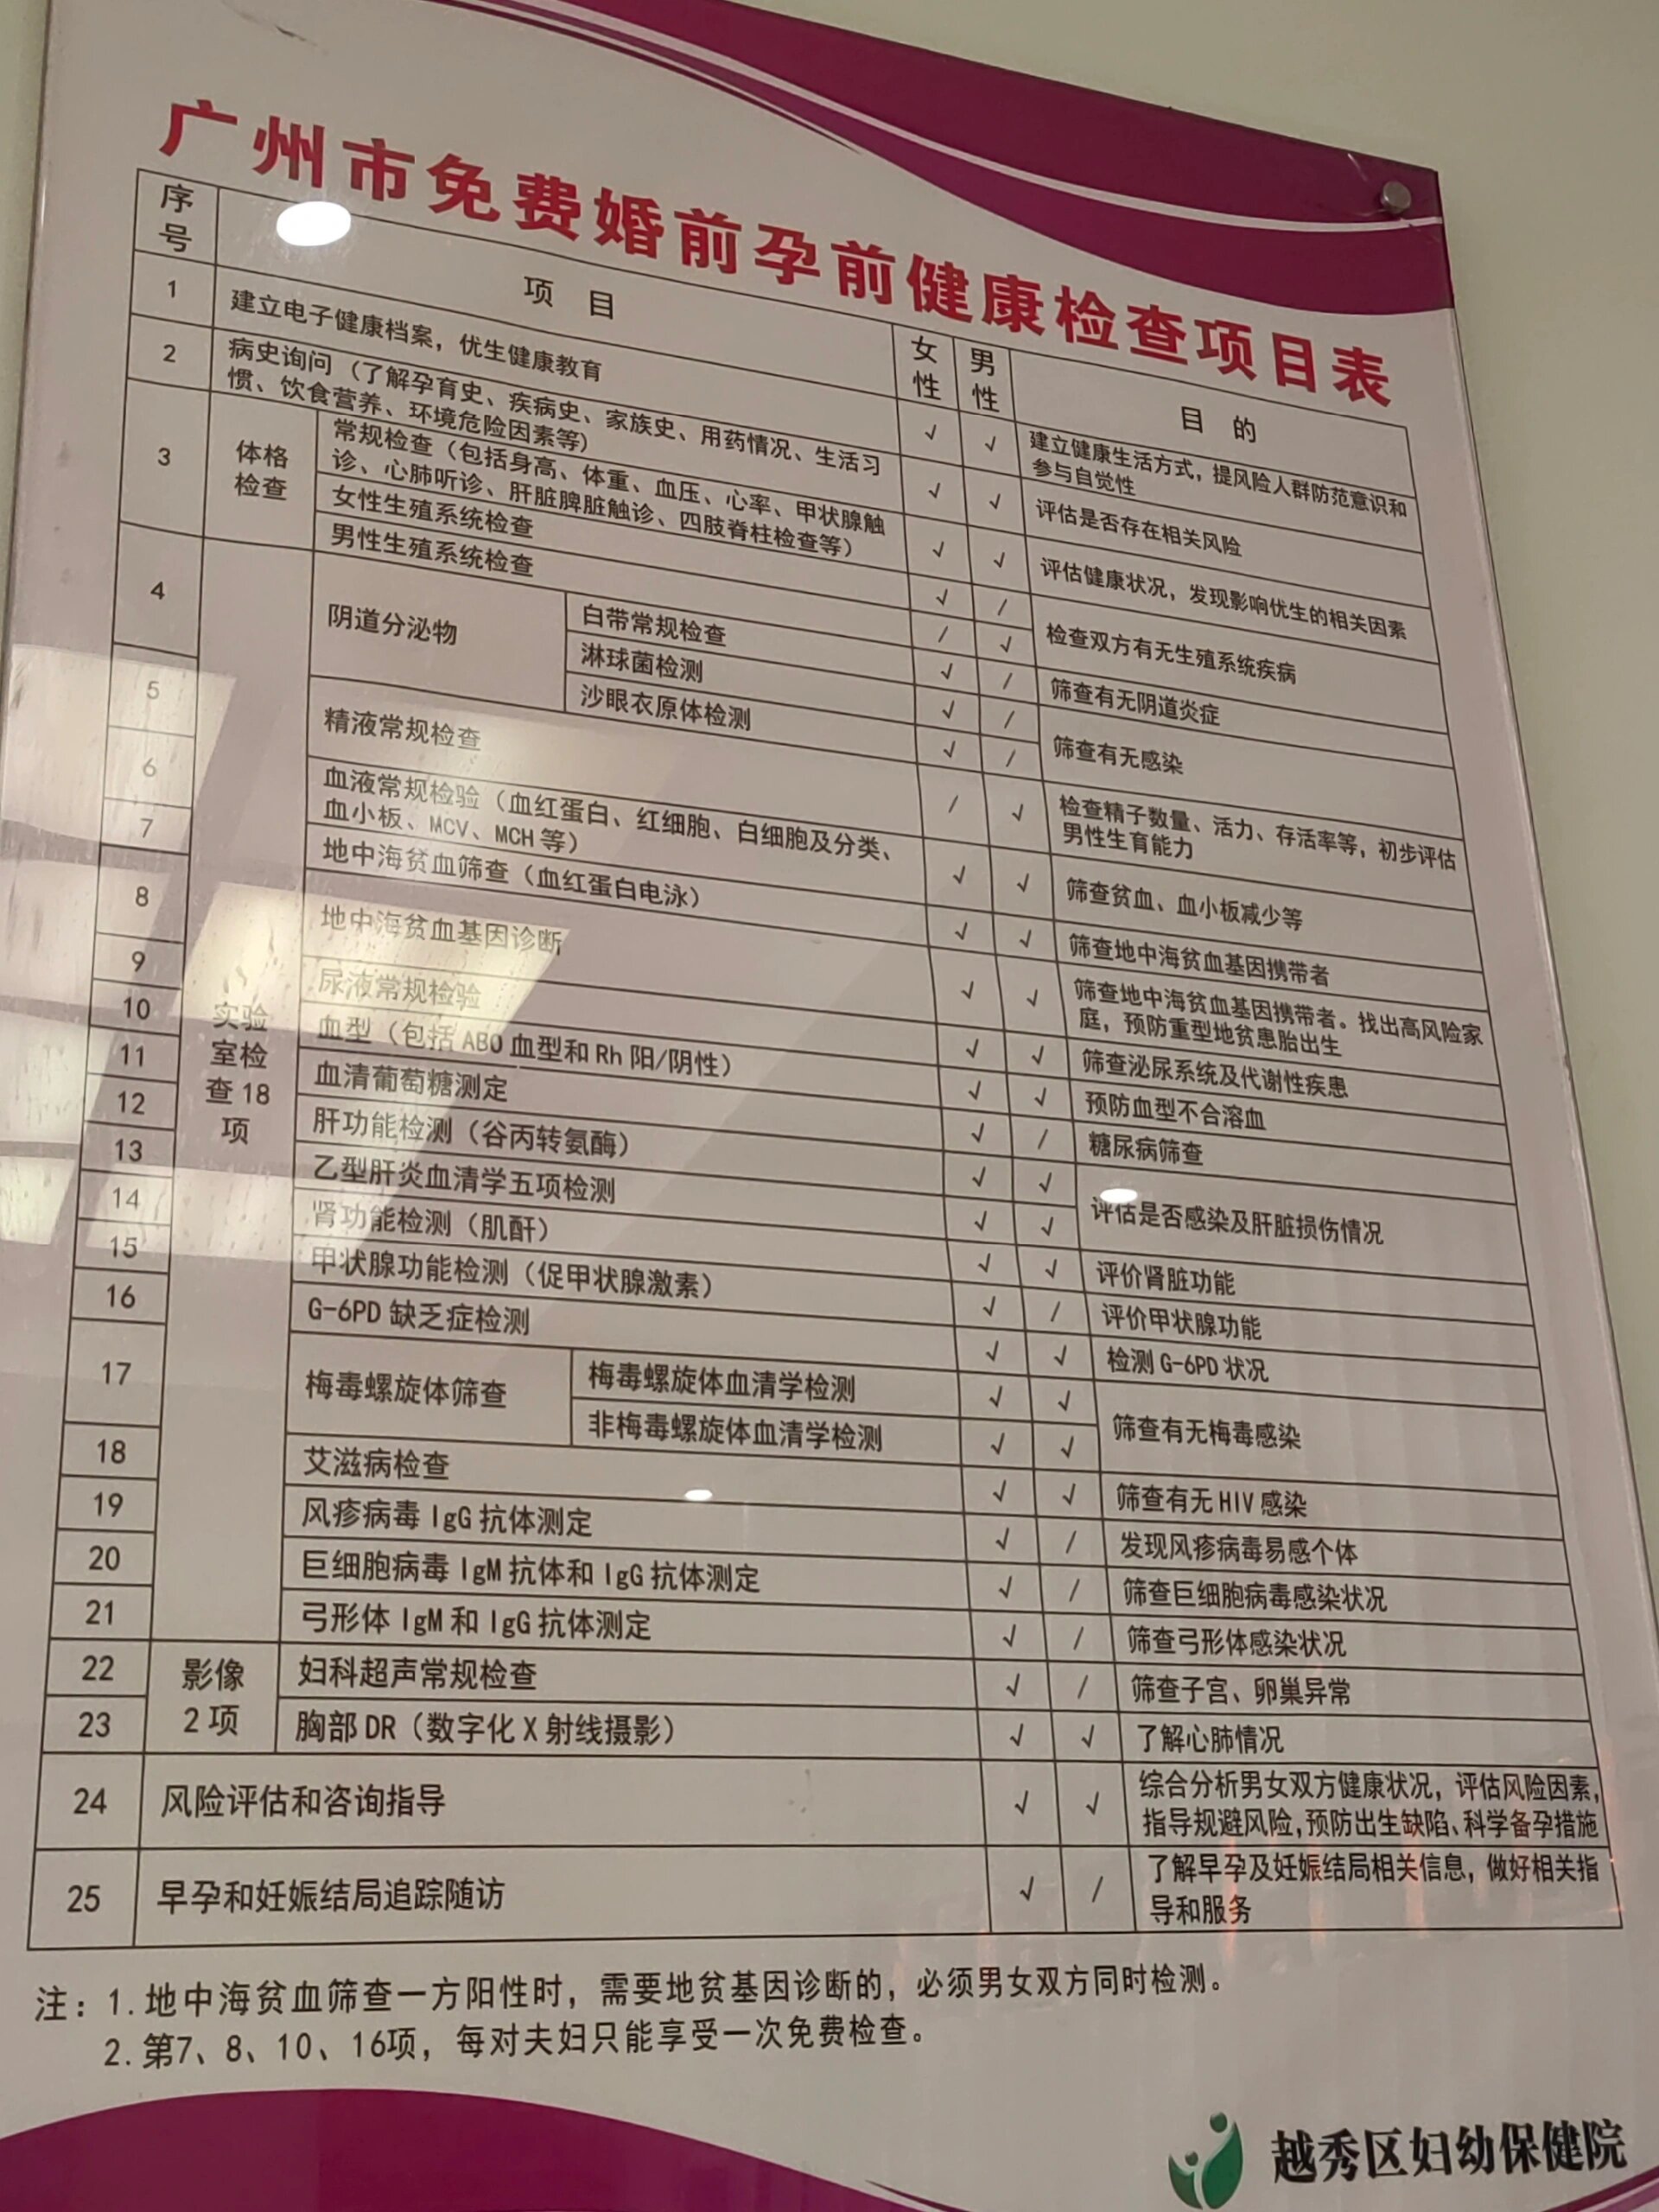 广州市免费婚前孕前健康检查项目表
序号 项目 女性 男性 目的
1 建立电子健康档案，优生健康教育 √ √ 建立健康生活方式，提风险人群防范意识和
参与自觉性
2 病史询问（了解孕育史、疾病史、家族史、用药情况、生活习
惯、饮食营养、环境危险因素等） √ √ 评估是否存在相关风险
3 体格检查 常规检查（包括身高、体重、血压、心率、甲状腺触
诊、心肺听诊、肝脏脾脏触诊、四肢脊柱检查等） √ √ 评估健康状况，发现影响优生的相关因素
女性生殖系统检查 √ / 检查双方有无生殖系统疾病
男性生殖系统检查 / √
4 实验室检查18项 阴道分泌物 白带常规检查 √ / 筛查有无阴道炎症
淋球菌检测 √ / 筛查有无感染
沙眼衣原体检测 √ /
5 精液常规检查 / √ 检查精子数量、活力、存活率等，初步评估
男性生育能力
6 血液常规检验（血红蛋白、红细胞、白细胞及分类、
血小板、MCV、MCH 等） √ √ 筛查贫血、血小板减少等
7 地中海贫血筛查（血红蛋白电泳） √ √ 筛查地中海贫血基因携带者
8 地中海贫血基因诊断 √ √ 筛查地中海贫血基因携带者。找出高风险家
庭，预防重型地贫患胎出生
9 尿液常规检验 √ √ 筛查泌尿系统及代谢性疾患
10 血型（包括 ABO 血型和 Rh 阳/阴性） √ √ 预防血型不合溶血
11 血清葡萄糖测定 √ / 糖尿病筛查
12 肝功能检测（谷丙转氨酶） √ √ 评估是否感染及肝脏损伤情况
13 乙型肝炎血清学五项检测 √ √
14 肾功能检测（肌酐） √ √ 评价肾脏功能
15 甲状腺功能检测（促甲状腺激素） √ / 评价甲状腺功能
16 G-6PD 缺乏症检测 √ √ 检测 G-6PD 状况
17 梅毒螺旋体筛查 梅毒螺旋体血清学检测 √ √ 筛查有无梅毒感染
非梅毒螺旋体血清学检测 √ √
18 艾滋病检查 √ √ 筛查有无 HIV 感染
19 风疹病毒 IgG 抗体测定 √ / 发现风疹病毒易感个体
20 巨细胞病毒 IgM 抗体和 IgG 抗体测定 √ / 筛查巨细胞病毒感染状况
21 弓形体 IgM 和 IgG 抗体测定 √ / 筛查弓形体感染状况
22 影像2项 妇科超声常规检查 √ / 筛查子宫、卵巢异常
23 胸部 DR（数字化 X 射线摄影） √ √ 了解心肺情况
24 风险评估和咨询指导 √ √ 综合分析男女双方健康状况，评估风险因素，
指导规避风险，预防出生缺陷、科学备孕措施
25 早孕和妊娠结局追踪随访 √ / 了解早孕及妊娠结局相关信息，做好相关指
导和服务
注：1.地中海贫血筛查一方阳性时，需要地贫基因诊断的，必须男女双方同时检测。
2.第7、8、10、16项，每对夫妇只能享受一次免费检查。
越秀区妇幼保健院